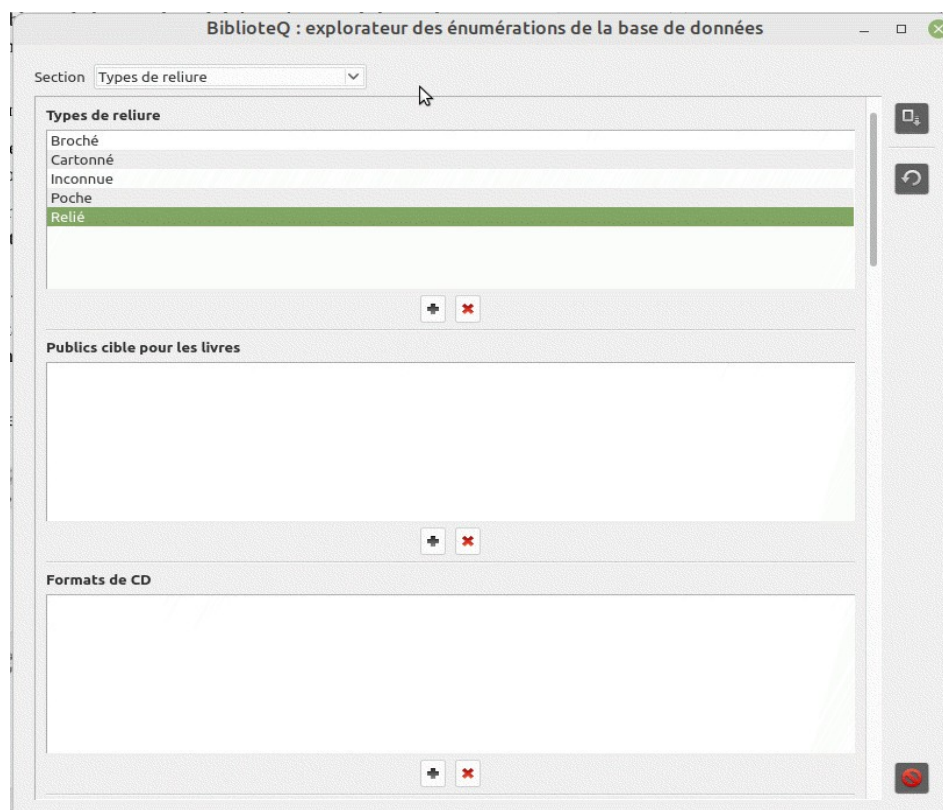 BiblioteQ : explorateur des énumérations de la base de données
Section Types de reliure
Types de reliure
Broché
Cartonné
Inconnue
Poche
Relié
Publics cible pour les livres
Formats de CD